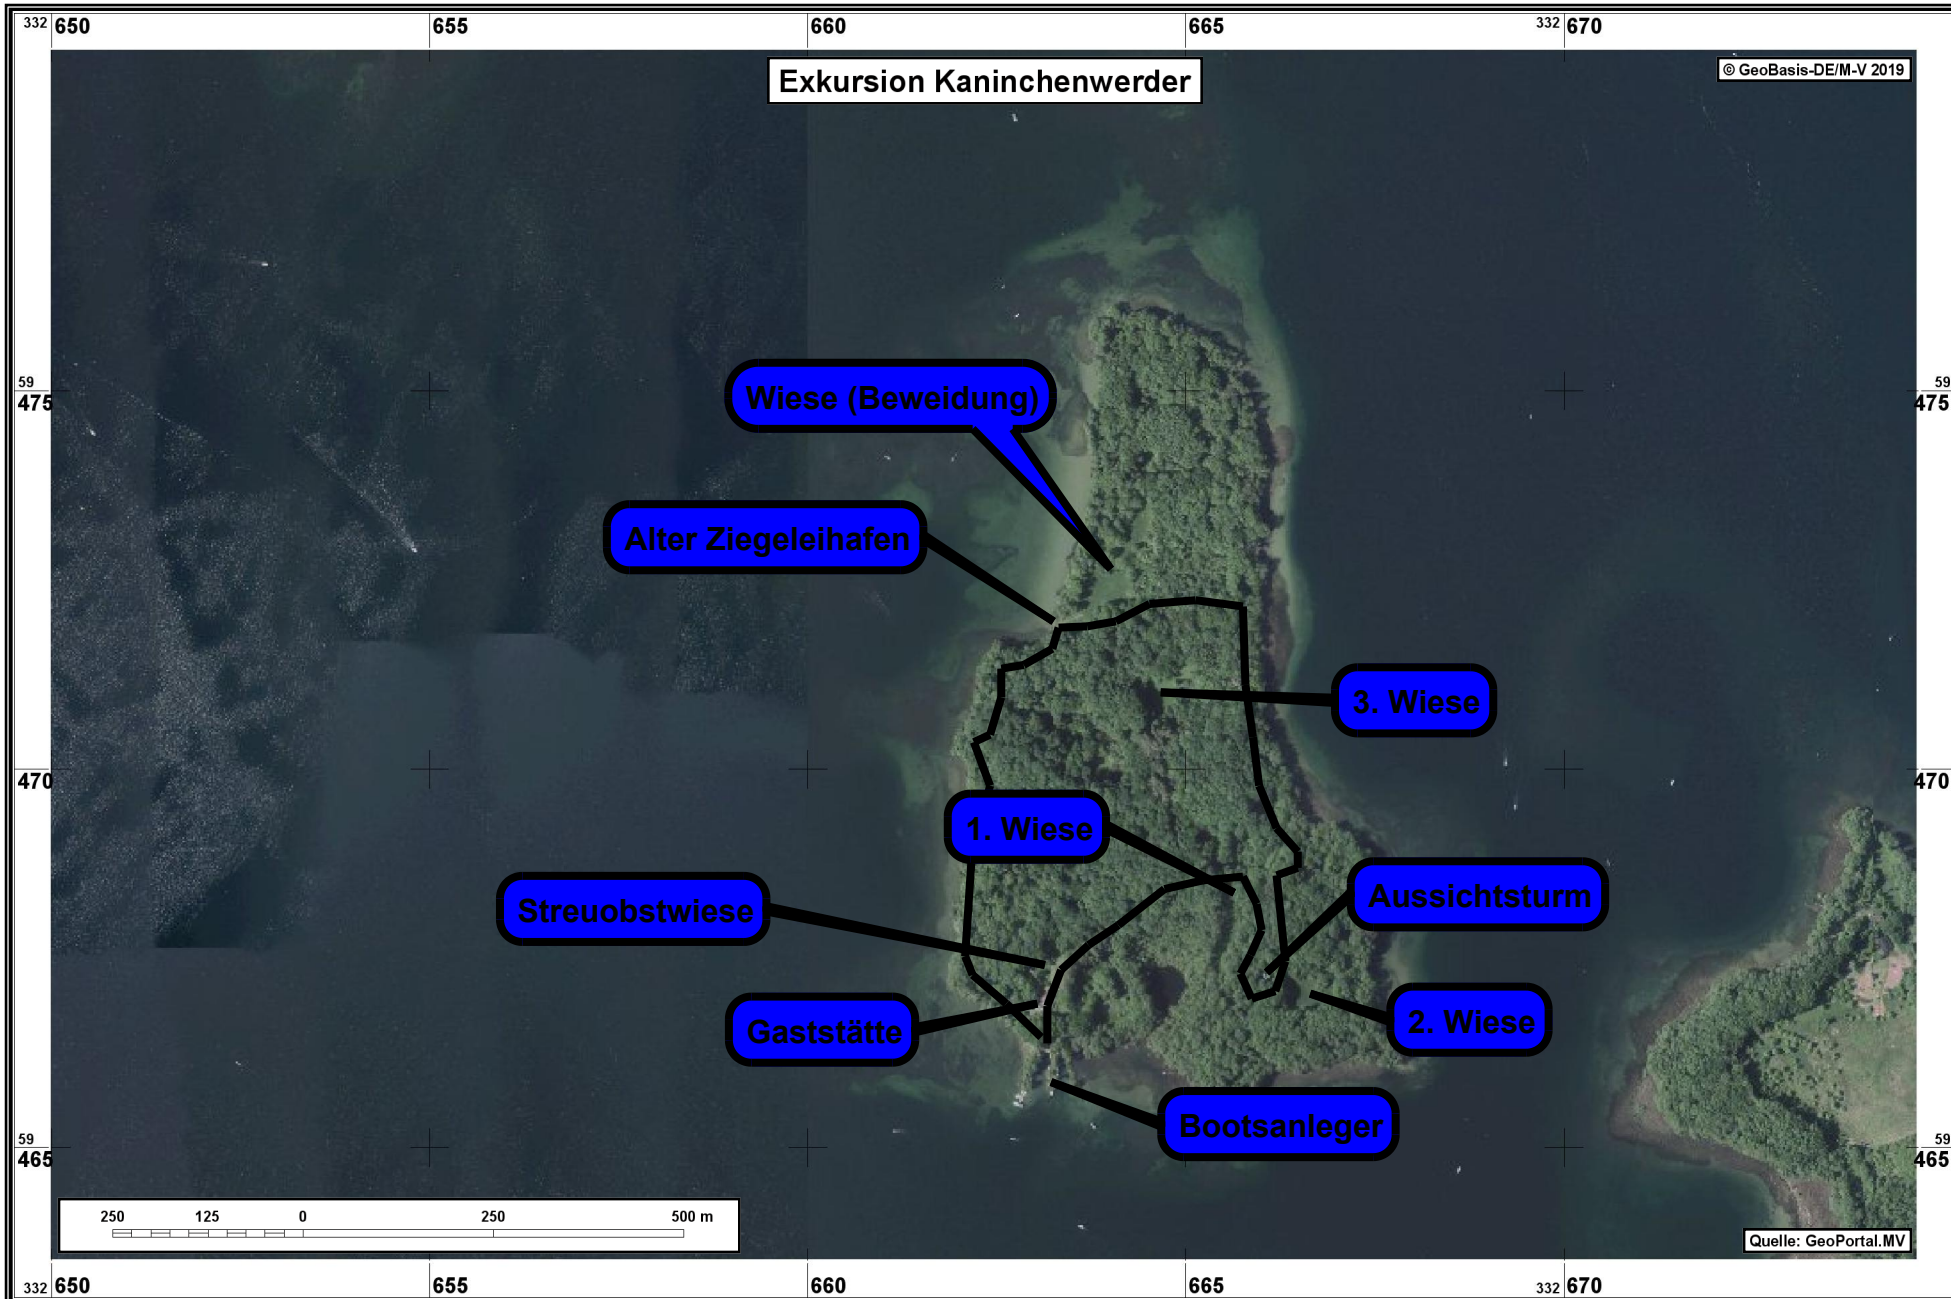 332 650 655 660 665 332 670
Exkursion Kaninchenwerder
© GeoBasis-DE/M-V 2019
59 59
475 475
Wiese (Beweidung)
Alter Ziegeleihafen
3. Wiese
470 470
1. Wiese
Aussichtsturm
Streuobstwiese
2. Wiese
Gaststätte
Bootsanleger
59 59
465 465
250 125 0 250 500 m
Quelle: GeoPortal.MV
332 650 655 660 665 332 670